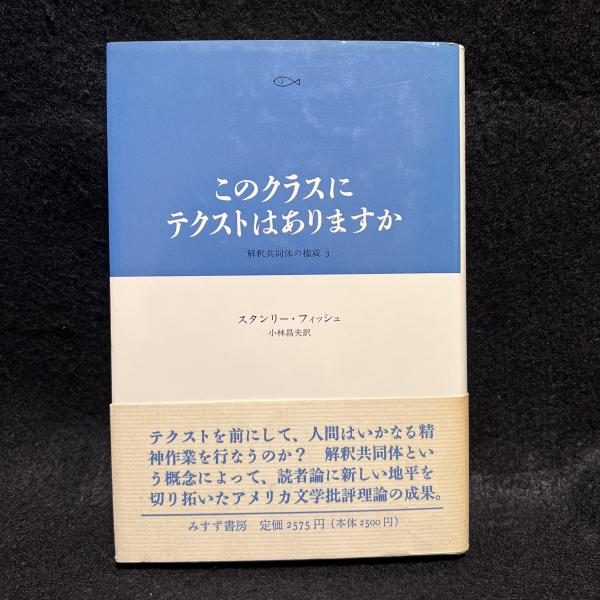 このクラスに
テクストはありますか
解釈共同体の権威 3
スタンリー・フィッシュ
小林昌夫訳
テクストを前にして、人間はいかなる精
神作業を行なうのか？　解釈共同体とい
う概念によって、読者論に新しい地平を
切り拓いたアメリカ文学批評理論の成果。
みすず書房　定価2575円（本体2500円）